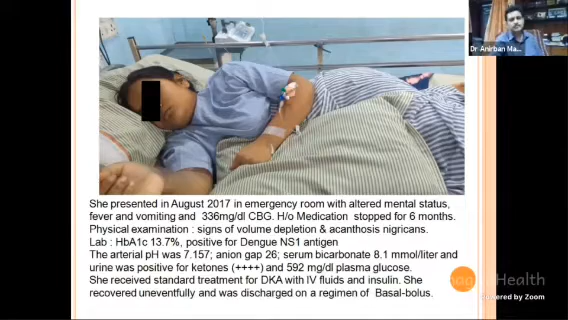 Dr Anirban Ma...
She presented in August 2017 in emergency room with altered mental status,
fever and vomiting and 336mg/dl CBG. H/o Medication stopped for 6 months.
Physical examination : signs of volume depletion & acanthosis nigricans.
Lab : HbA1c 13.7%, positive for Dengue NS1 antigen
The arterial pH was 7.157; anion gap 26; serum bicarbonate 8.1 mmol/liter and
urine was positive for ketones (++++) and 592 mg/dl plasma glucose.
She received standard treatment for DKA with IV fluids and insulin. She
recovered uneventfully and was discharged on a regimen of Basal-bolus.
Health
Powered by Zoom